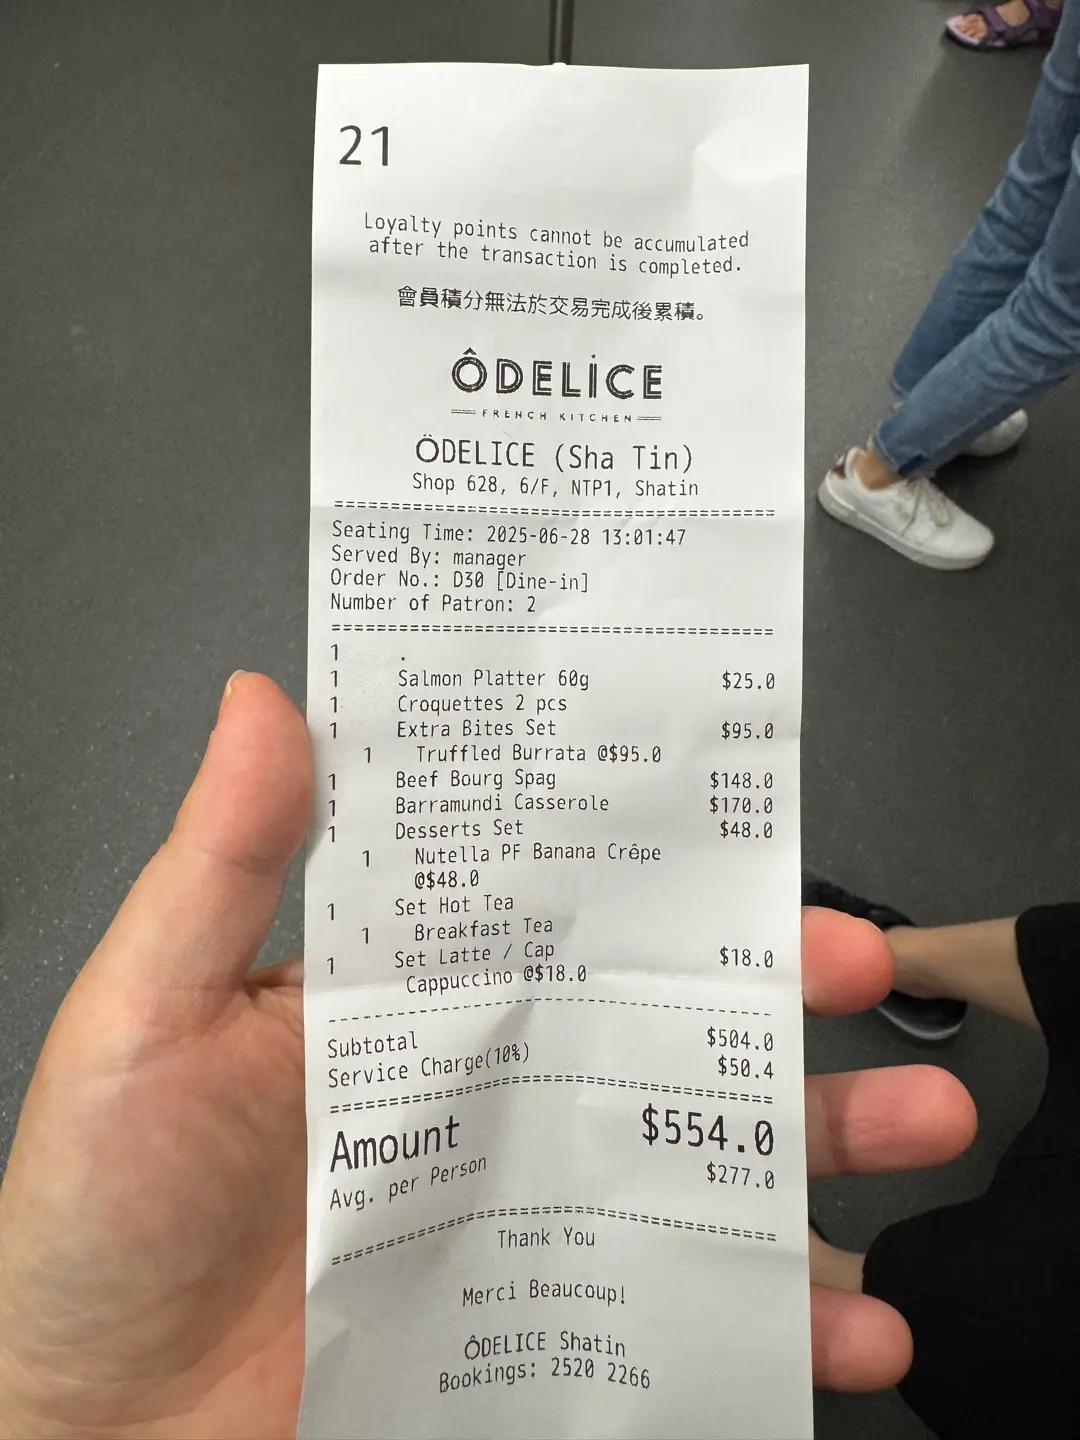 21
Loyalty points cannot be accumulated
after the transaction is completed.
會員積分無法於交易完成後累積。
ÔDELİCE
FRENCH KITCHEN
ÔDELICE (Sha Tin)
Shop 628, 6/F, NTP1, Shatin
Seating Time: 2025-06-28 13:01:47
Served By: manager
Order No.: D30 [Dine-in]
Number of Patron: 2
1 .
1 Salmon Platter 60g $25.0
1 Croquettes 2 pcs
1 Extra Bites Set $95.0
1 Truffled Burrata @$95.0
1 Beef Bourg Spag $148.0
1 Barramundi Casserole $170.0
1 Desserts Set $48.0
1 Nutella PF Banana Crêpe
@$48.0
1 Set Hot Tea
1 Breakfast Tea
1 Set Latte / Cap $18.0
Cappuccino @$18.0
Subtotal $504.0
Service Charge(10%) $50.4
Amount $554.0
Avg. per Person $277.0
Thank You
Merci Beaucoup!
ÔDELICE Shatin
Bookings: 2520 2266